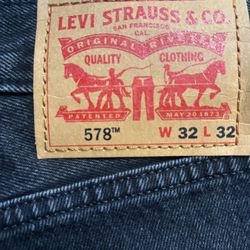 LEVI STRAUSS & CO.
SAN FRANCISCO
CAL.
ORIGINAL RIVETED
QUALITY CLOTHING
PATENTED MAY 20 1873
578™ W 32 L 32